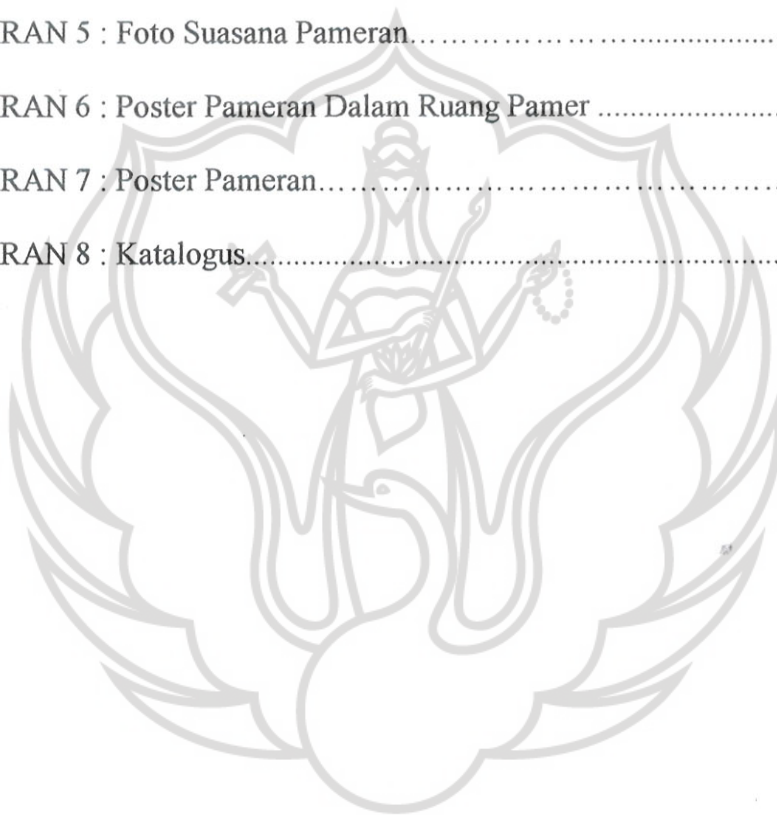 RAN 5 : Foto Suasana Pameran..............................................
RAN 6 : Poster Pameran Dalam Ruang Pamer ........................
RAN 7 : Poster Pameran......................................................
RAN 8 : Katalogus.................................................................